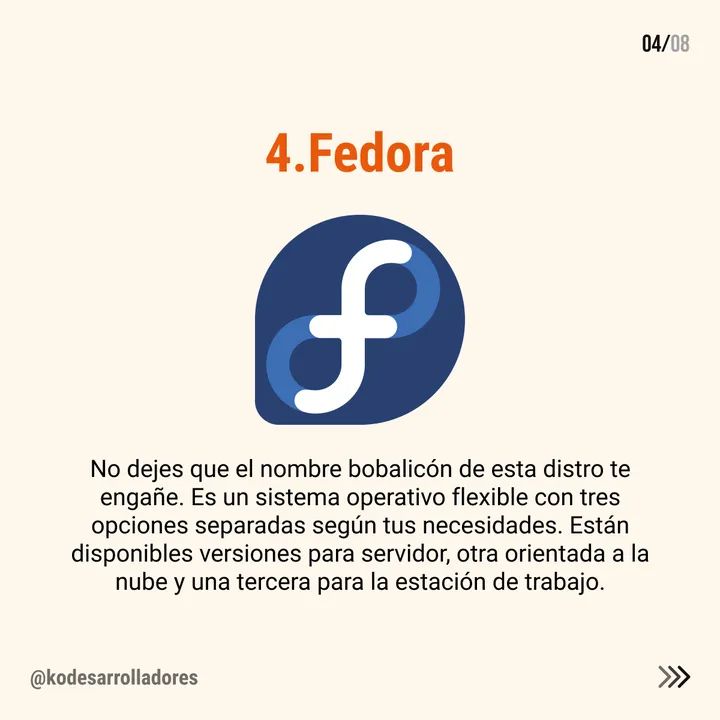 04/08
4.Fedora
No dejes que el nombre bobalicón de esta distro te
engañe. Es un sistema operativo flexible con tres
opciones separadas según tus necesidades. Están
disponibles versiones para servidor, otra orientada a la
nube y una tercera para la estación de trabajo.
@kodesarrolladores